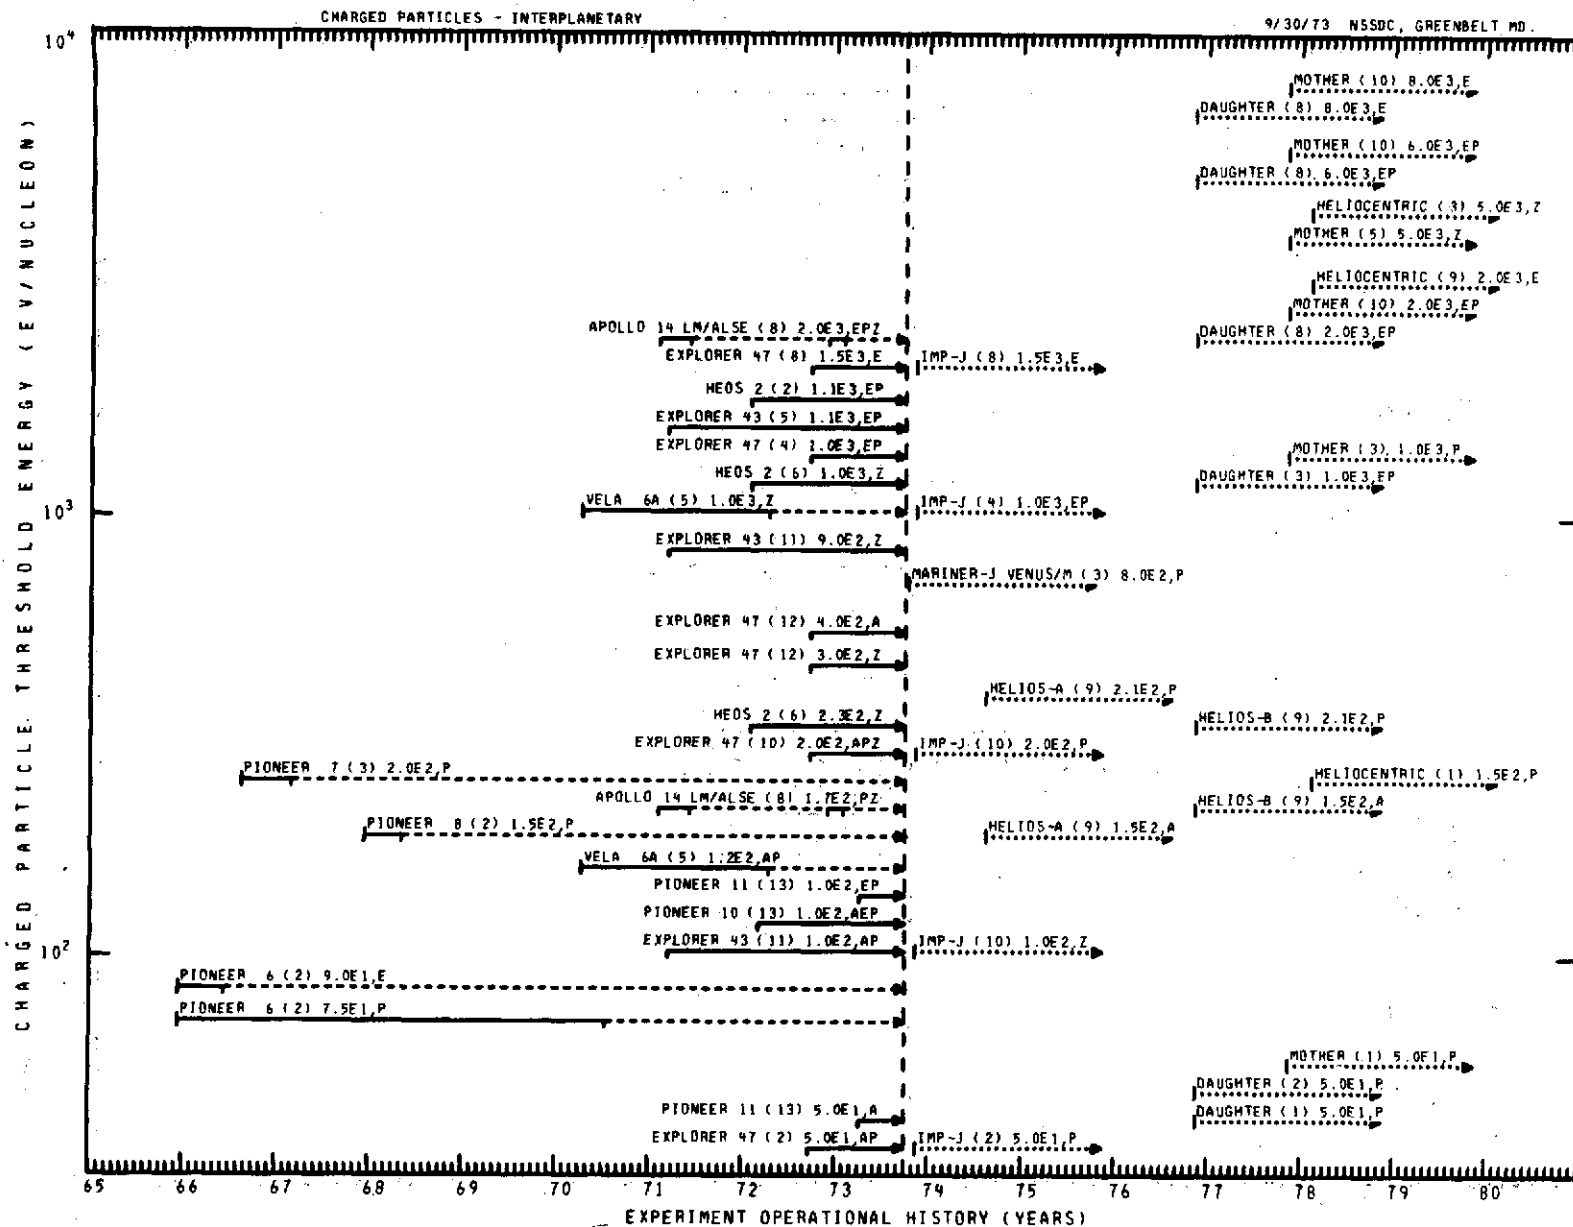 CHARGED PARTICLES - INTERPLANETARY
9/30/73 NSSDC, GREENBELT MD.
10⁴
MOTHER (10) 8.0E3,E
DAUGHTER (8) 8.0E3,E
MOTHER (10) 6.0E3,EP
DAUGHTER (8) 6.0E3,EP
HELIOCENTRIC (3) 5.0E3,Z
MOTHER (5) 5.0E3,Z
HELIOCENTRIC (9) 2.0E3,E
MOTHER (10) 2.0E3,EP
APOLLO 14 LM/ALSE (8) 2.0E3,EPZ
DAUGHTER (8) 2.0E3,EP
EXPLORER 47 (8) 1.5E3,E
IMP-J (8) 1.5E3,E
HEOS 2 (2) 1.1E3,EP
EXPLORER 43 (5) 1.1E3,EP
EXPLORER 47 (4) 1.0E3,EP
MOTHER (3) 1.0E3,P
HEOS 2 (6) 1.0E3,Z
DAUGHTER (3) 1.0E3,EP
10³
VELA 6A (5) 1.0E3,Z
IMP-J (4) 1.0E3,EP
EXPLORER 43 (11) 9.0E2,Z
MARINER-J VENUS/M (3) 8.0E2,P
EXPLORER 47 (12) 4.0E2,A
EXPLORER 47 (12) 3.0E2,Z
HELIOS-A (9) 2.1E2,P
HEOS 2 (6) 2.3E2,Z
HELIOS-B (9) 2.1E2,P
EXPLORER 47 (10) 2.0E2,APZ
IMP-J (10) 2.0E2,P
PIONEER 7 (3) 2.0E2,P
HELIOCENTRIC (1) 1.5E2,P
APOLLO 14 LM/ALSE (8) 1.7E2,PZ
HELIOS-B (9) 1.5E2,A
PIONEER 8 (2) 1.5E2,P
HELIOS-A (9) 1.5E2,A
VELA 6A (5) 1.2E2,AP
PIONEER 11 (13) 1.0E2,EP
PIONEER 10 (13) 1.0E2,AEP
10²
EXPLORER 43 (11) 1.0E2,AP
IMP-J (10) 1.0E2,Z
PIONEER 6 (2) 9.0E1,E
PIONEER 6 (2) 7.5E1,P
MOTHER (1) 5.0E1,P
DAUGHTER (2) 5.0E1,P
PIONEER 11 (13) 5.0E1,A
DAUGHTER (1) 5.0E1,P
EXPLORER 47 (2) 5.0E1,AP
IMP-J (2) 5.0E1,P
65 66 67 68 69 70 71 72 73 74 75 76 77 78 79 80
EXPERIMENT OPERATIONAL HISTORY (YEARS)
CHARGED PARTICLE THRESHOLD ENERGY (EV/NUCLEON)